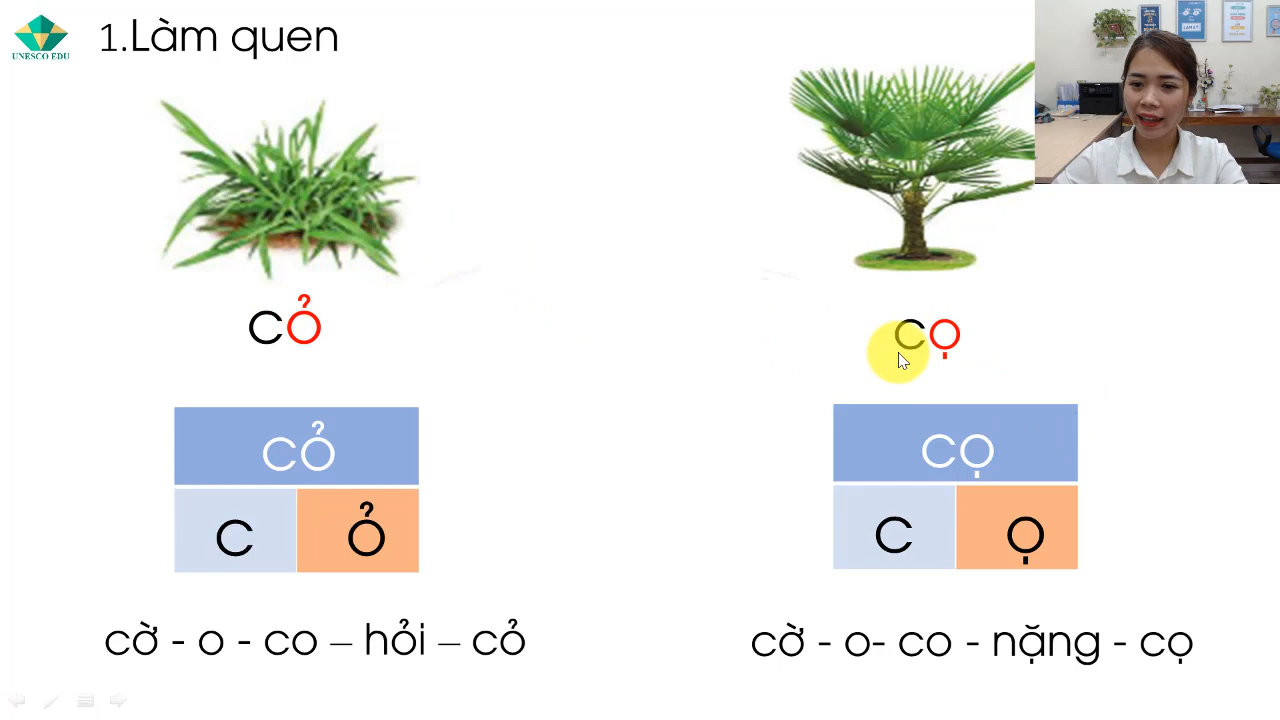 UNESCO EDU
1.Làm quen
cỏ
cọ
cỏ
c ỏ
cọ
c ọ
cờ - o - co – hỏi – cỏ
cờ - o- co - nặng - cọ